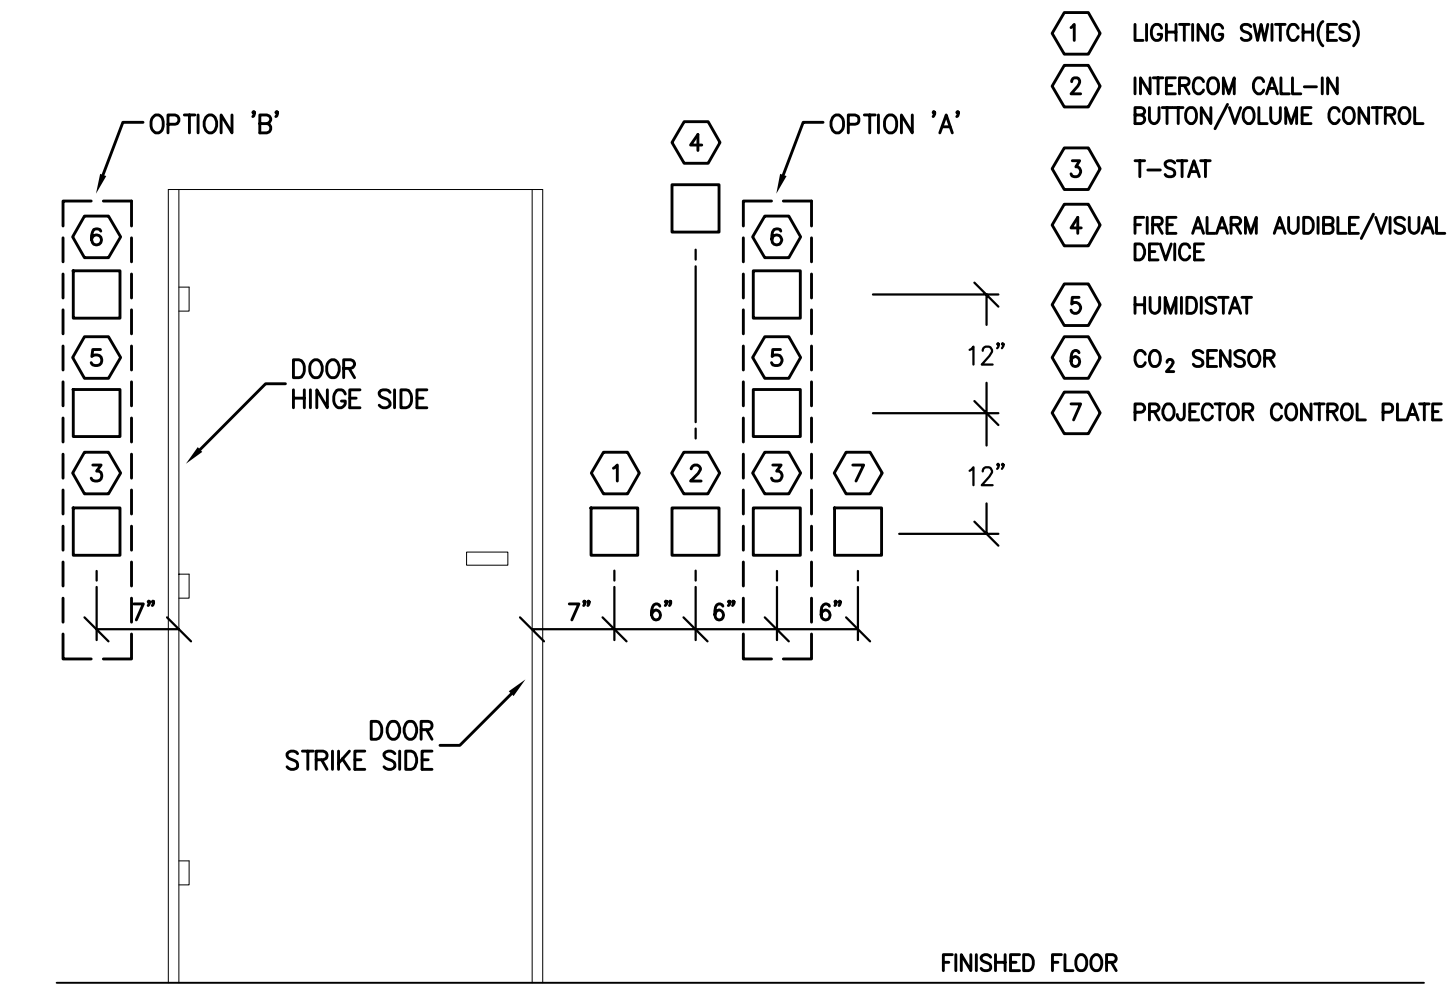 1 LIGHTING SWITCH(ES)
2 INTERCOM CALL-IN
BUTTON/VOLUME CONTROL
3 T-STAT
4 FIRE ALARM AUDIBLE/VISUAL
DEVICE
5 HUMIDISTAT
6 CO₂ SENSOR
7 PROJECTOR CONTROL PLATE
OPTION 'B'
4
OPTION 'A'
6
6
5
5
12"
DOOR
HINGE SIDE
3
1
2
3
7
12"
7"
7"
6"
6"
6"
DOOR
STRIKE SIDE
FINISHED FLOOR